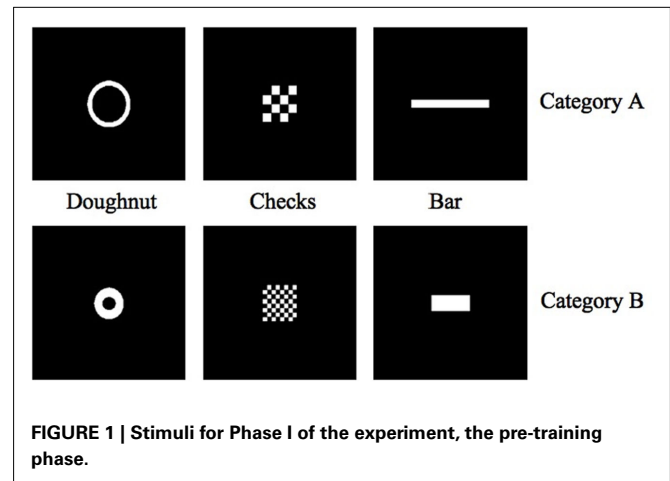 Category A
Doughnut Checks Bar
Category B
FIGURE 1 | Stimuli for Phase I of the experiment, the pre-training
phase.